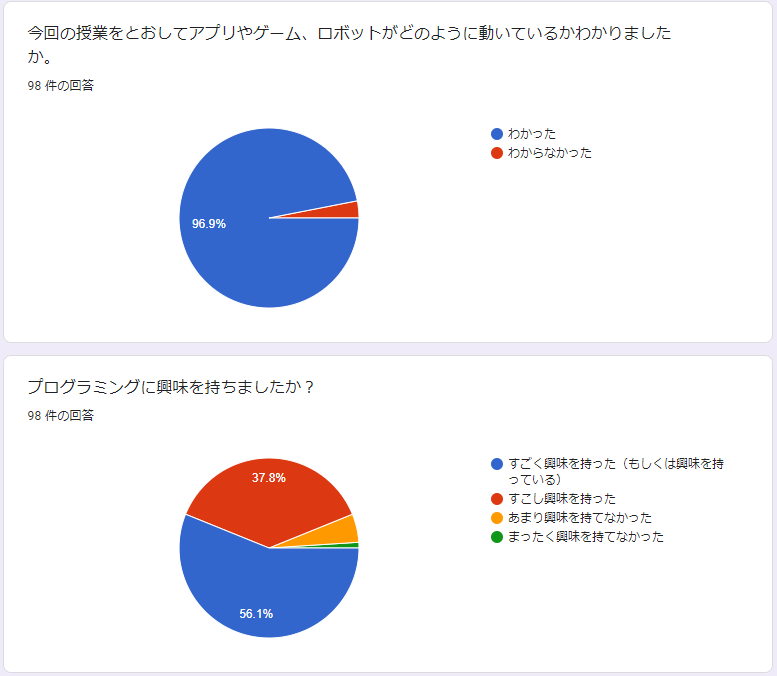 今回の授業をとおしてアプリやゲーム、ロボットがどのように動いているかわかりました
か。
98 件の回答
わかった
わからなかった
96.9%
プログラミングに興味を持ちましたか？
98 件の回答
すごく興味を持った（もしくは興味を持
っている）
すこし興味を持った
あまり興味を持てなかった
まったく興味を持てなかった
37.8%
56.1%